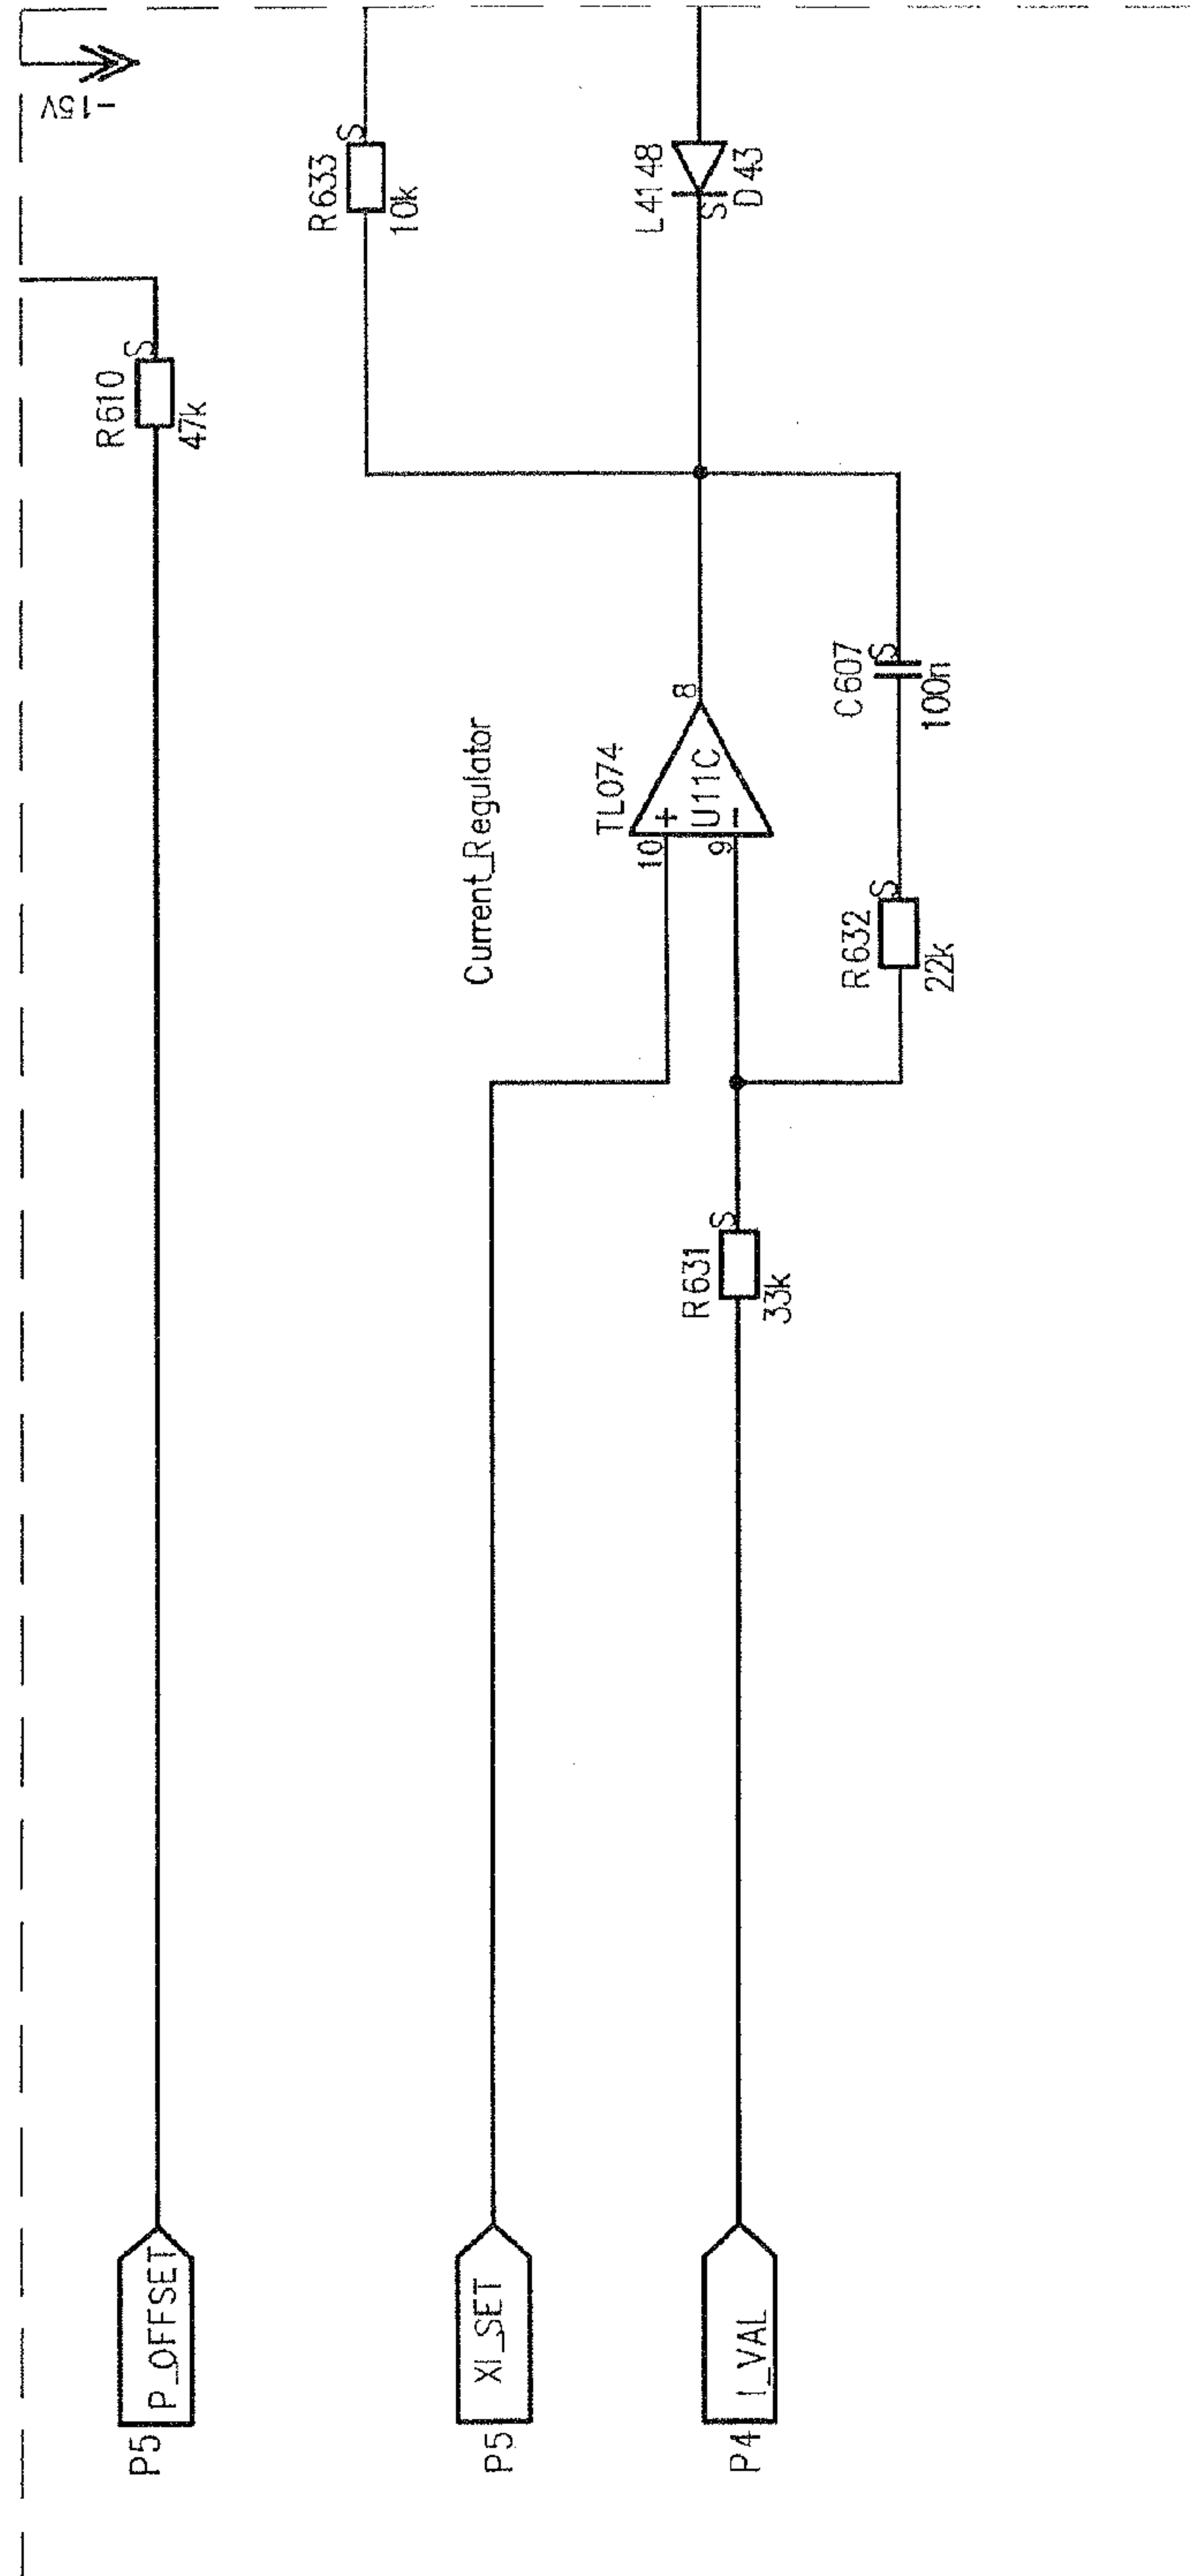 -15V
R610
S
47k
P_OFFSET
P5
R633
S
10k
Current_Regulator
XI_SET
P5
L4148
S
D43
TL074
10
+
U11C
9
-
8
C607
S
100n
R632
S
22k
R631
S
33k
I_VAL
P4